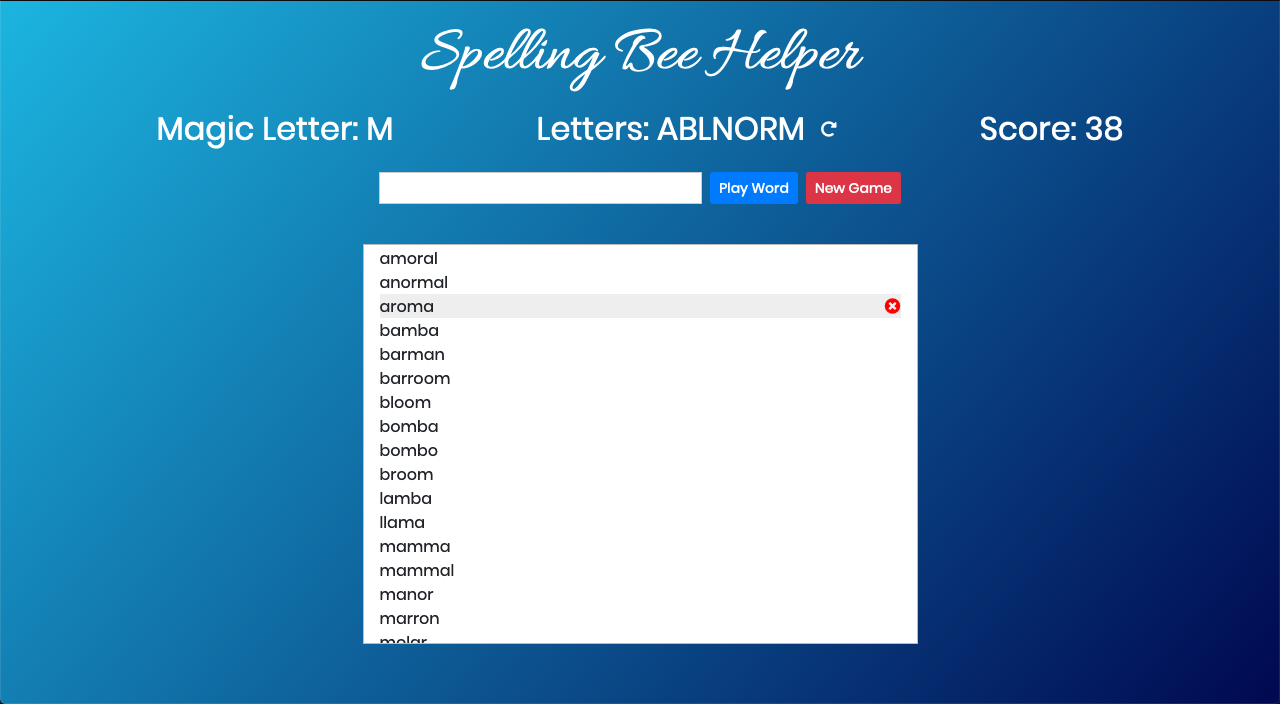 Spelling Bee Helper
Magic Letter: M
Letters: ABLNORM
Score: 38
Play Word
New Game
amoral
anormal
aroma
bamba
barman
barroom
bloom
bomba
bombo
broom
lamba
llama
mamma
mammal
manor
marron
molar